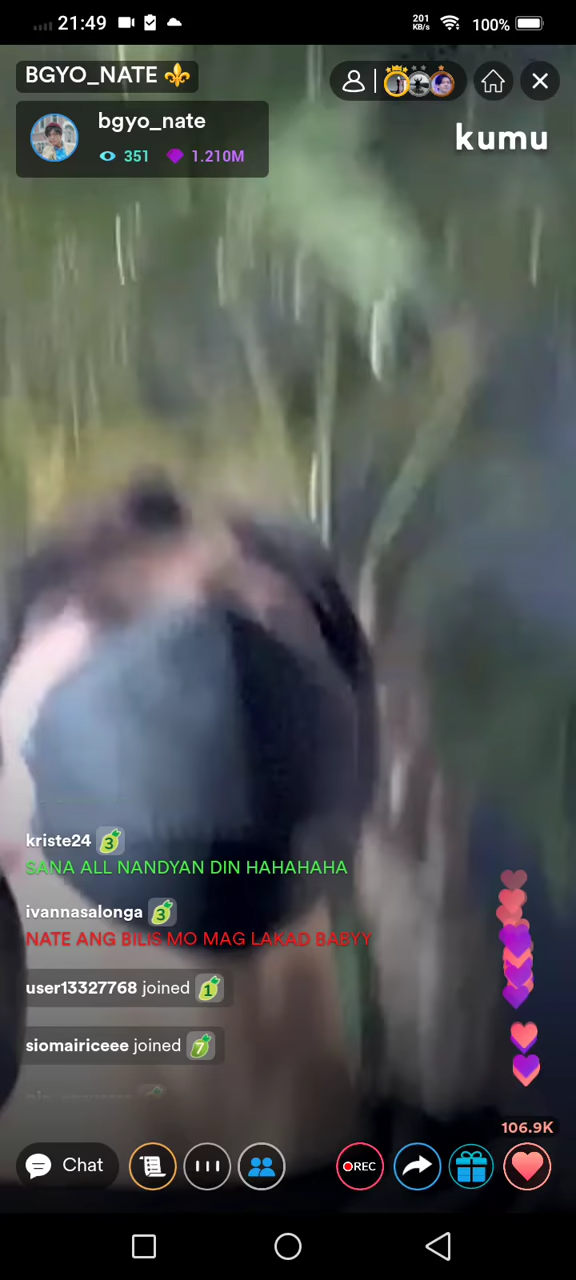 21:49
201
KB/s
100%
BGYO_NATE ⚜️
bgyo_nate
351 1.210M
kumu
kriste24 3
SANA ALL NANDYAN DIN HAHAHAHA
ivannasalonga 3
NATE ANG BILIS MO MAG LAKAD BABYY
user13327768 joined 1
siomairiceee joined 7
106.9K
Chat
REC